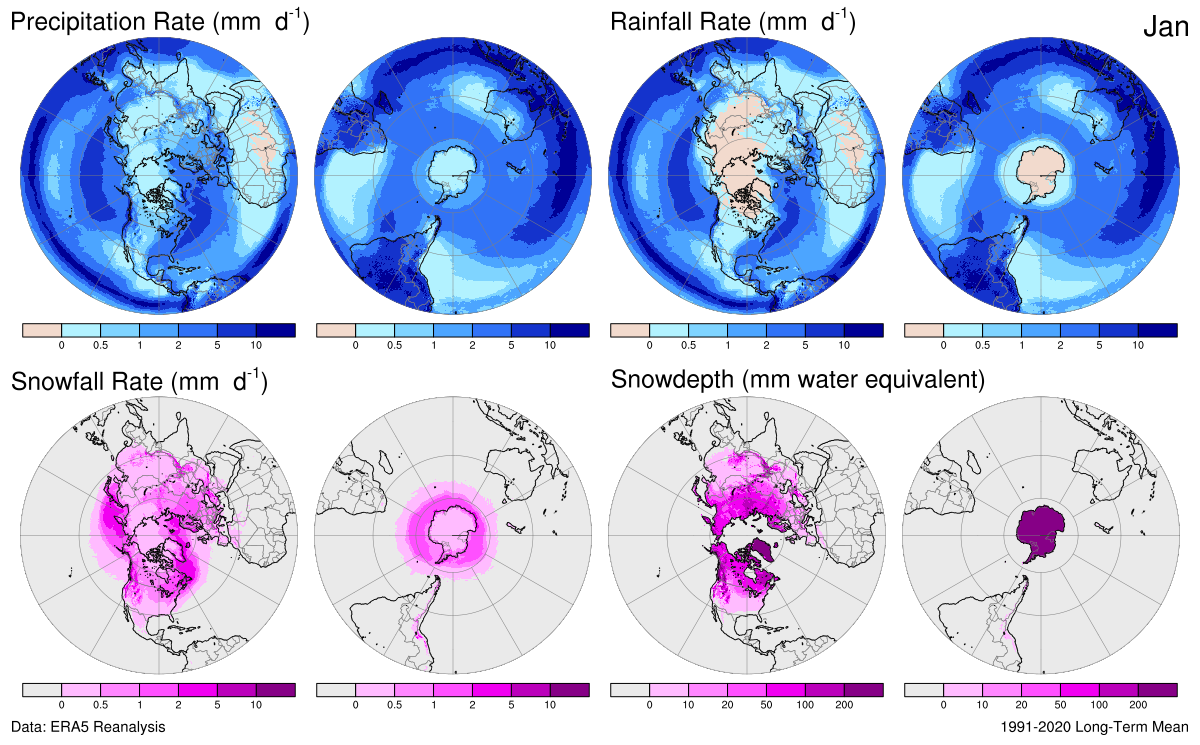 Precipitation Rate (mm d-1)
Rainfall Rate (mm d-1)
Jan
0 0.5 1 2 5 10
0 0.5 1 2 5 10
0 0.5 1 2 5 10
0 0.5 1 2 5 10
Snowfall Rate (mm d-1)
Snowdepth (mm water equivalent)
0 0.5 1 2 5 10
0 0.5 1 2 5 10
0 10 20 50 100 200
0 10 20 50 100 200
Data: ERA5 Reanalysis
1991-2020 Long-Term Mean